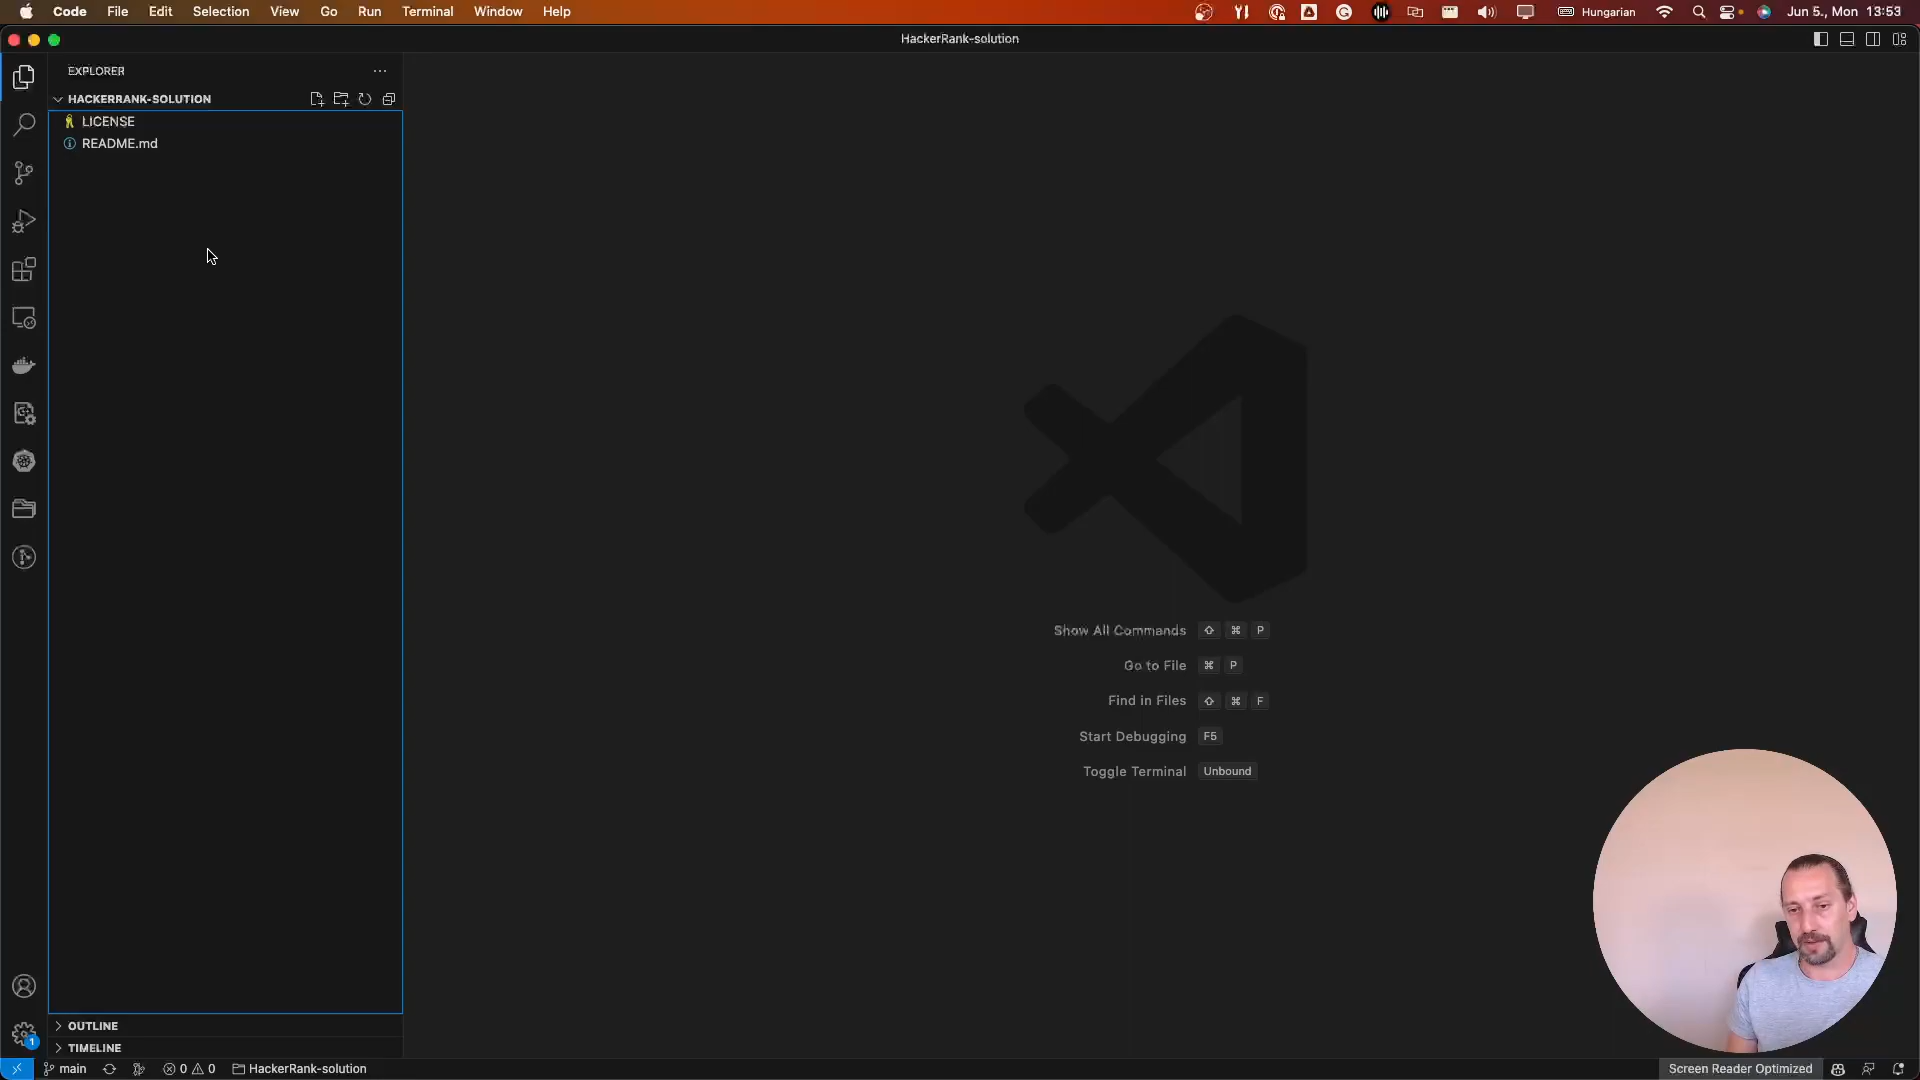 Code File Edit Selection View Go Run Terminal Window Help Hungarian Jun 5., Mon 13:53
HackerRank-solution
EXPLORER
HACKERRANK-SOLUTION
LICENSE
README.md
Show All Commands ⇧ ⌘ P
Go to File ⌘ P
Find in Files ⇧ ⌘ F
Start Debugging F5
Toggle Terminal Unbound
OUTLINE
1
TIMELINE
main 0 0 HackerRank-solution Screen Reader Optimized